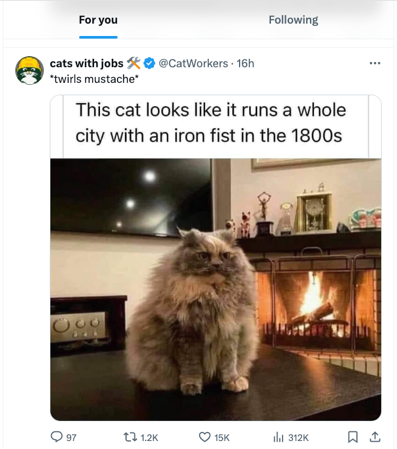 For you Following
cats with jobs 🛠 @CatWorkers · 16h
*twirls mustache*
This cat looks like it runs a whole
city with an iron fist in the 1800s
97 1.2K 15K 312K